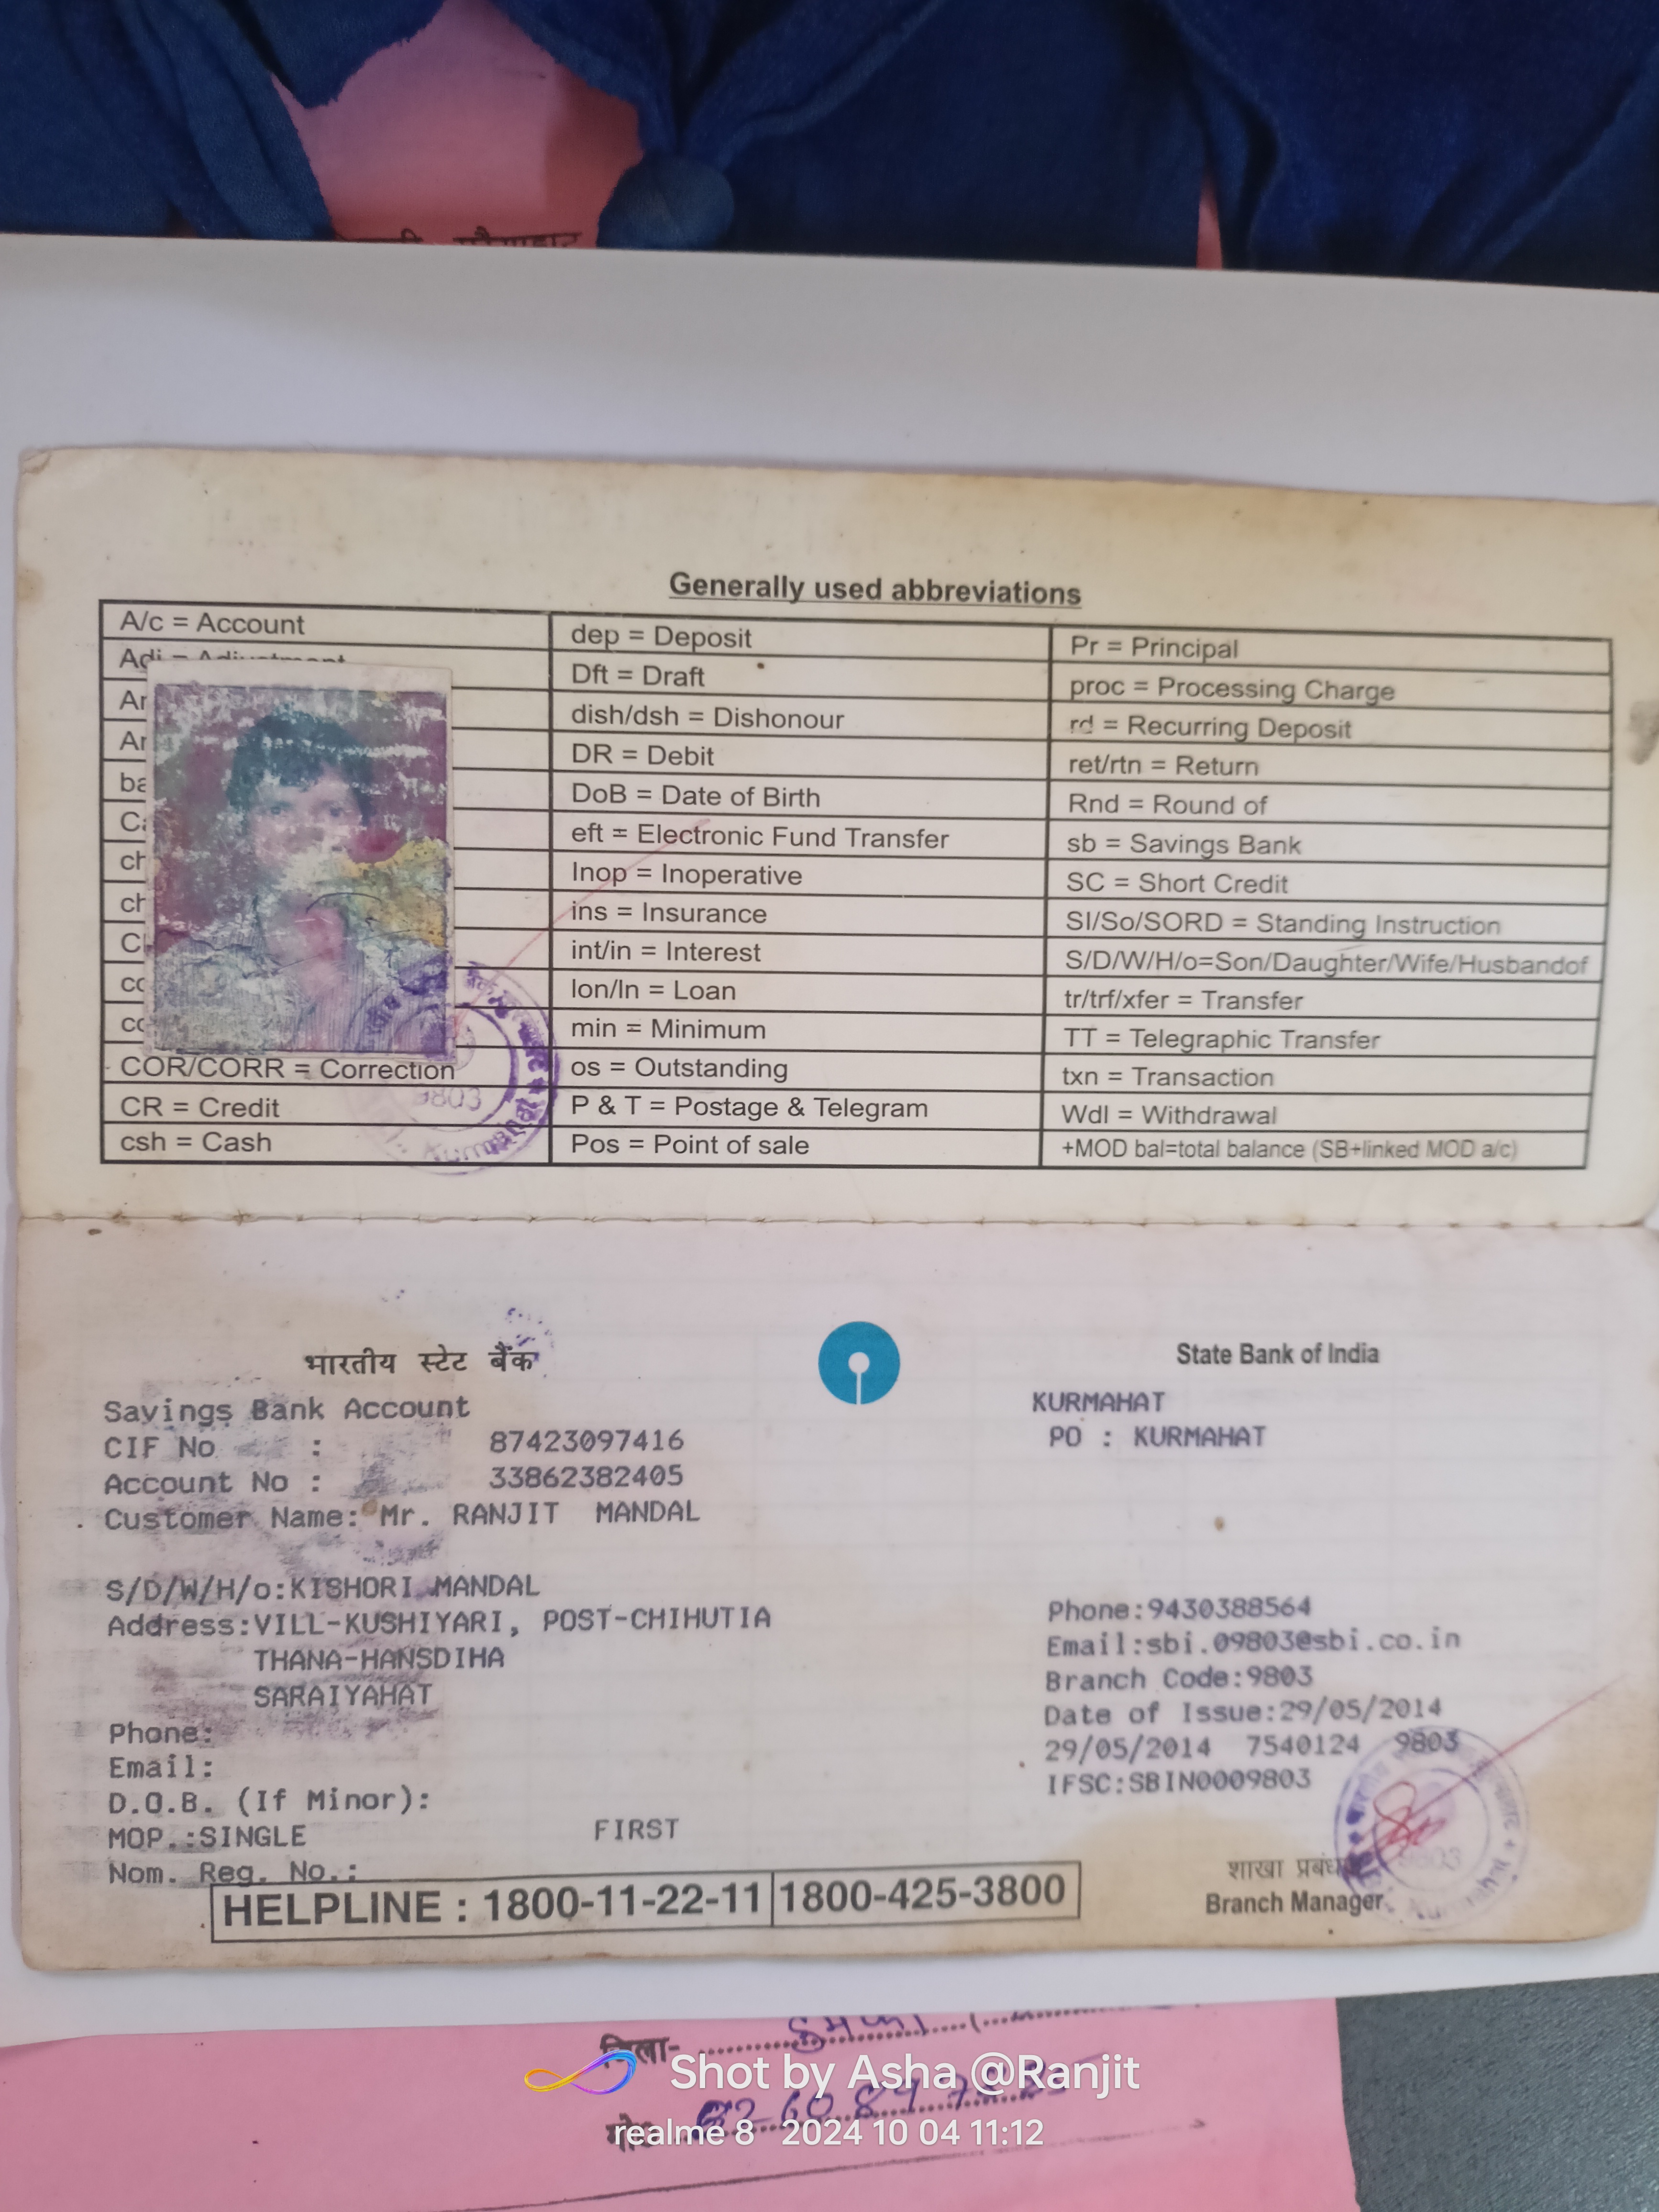 Generally used abbreviations
A/c = Account
dep = Deposit
Pr = Principal
Adj = Adjustment
Dft = Draft
proc = Processing Charge
dish/dsh = Dishonour
rd = Recurring Deposit
DR = Debit
ret/rtn = Return
DoB = Date of Birth
Rnd = Round of
eft = Electronic Fund Transfer
sb = Savings Bank
Inop = Inoperative
SC = Short Credit
ins = Insurance
SI/So/SORD = Standing Instruction
int/in = Interest
S/D/W/H/o=Son/Daughter/Wife/Husbandof
lon/ln = Loan
tr/trf/xfer = Transfer
min = Minimum
TT = Telegraphic Transfer
COR/CORR = Correction
os = Outstanding
txn = Transaction
CR = Credit
P & T = Postage & Telegram
Wdl = Withdrawal
csh = Cash
Pos = Point of sale
+MOD bal=total balance (SB+linked MOD a/c)
9803
Kurmahat
भारतीय स्टेट बैंक
State Bank of India
Savings Bank Account
KURMAHAT
CIF No : 87423097416
PO : KURMAHAT
Account No : 33862382405
Customer Name: Mr. RANJIT MANDAL
S/D/W/H/o:KISHORI MANDAL
Address:VILL-KUSHIYARI, POST-CHIHUTIA
THANA-HANSDIHA
SARAIYAHAT
Phone:
Email:
D.O.B. (If Minor):
MOP.:SINGLE FIRST
Nom. Reg. No.:
Phone:9430388564
Email:sbi.09803@sbi.co.in
Branch Code:9803
Date of Issue:29/05/2014
29/05/2014 7540124 9803
IFSC:SBIN0009803
शाखा प्रबंधक
Branch Manager
HELPLINE : 1800-11-22-11 1800-425-3800
जिला-
Shot by Asha @Ranjit
realme 8 2024 10 04 11:12